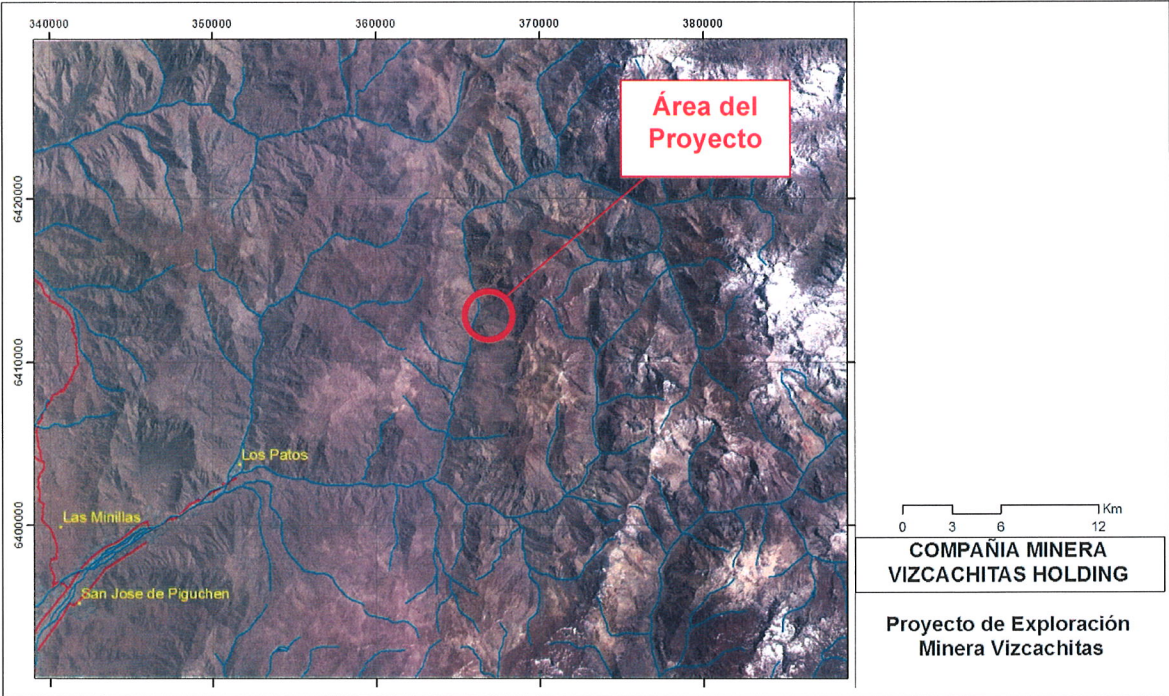 340000
350000
360000
370000
380000
Área del
Proyecto
6420000
6410000
6400000
Los Patos
Las Minillas
San Jose de Piguchen
Km
0
3
6
12
COMPAÑIA MINERA
VIZCACHITAS HOLDING
Proyecto de Exploración
Minera Vizcachitas